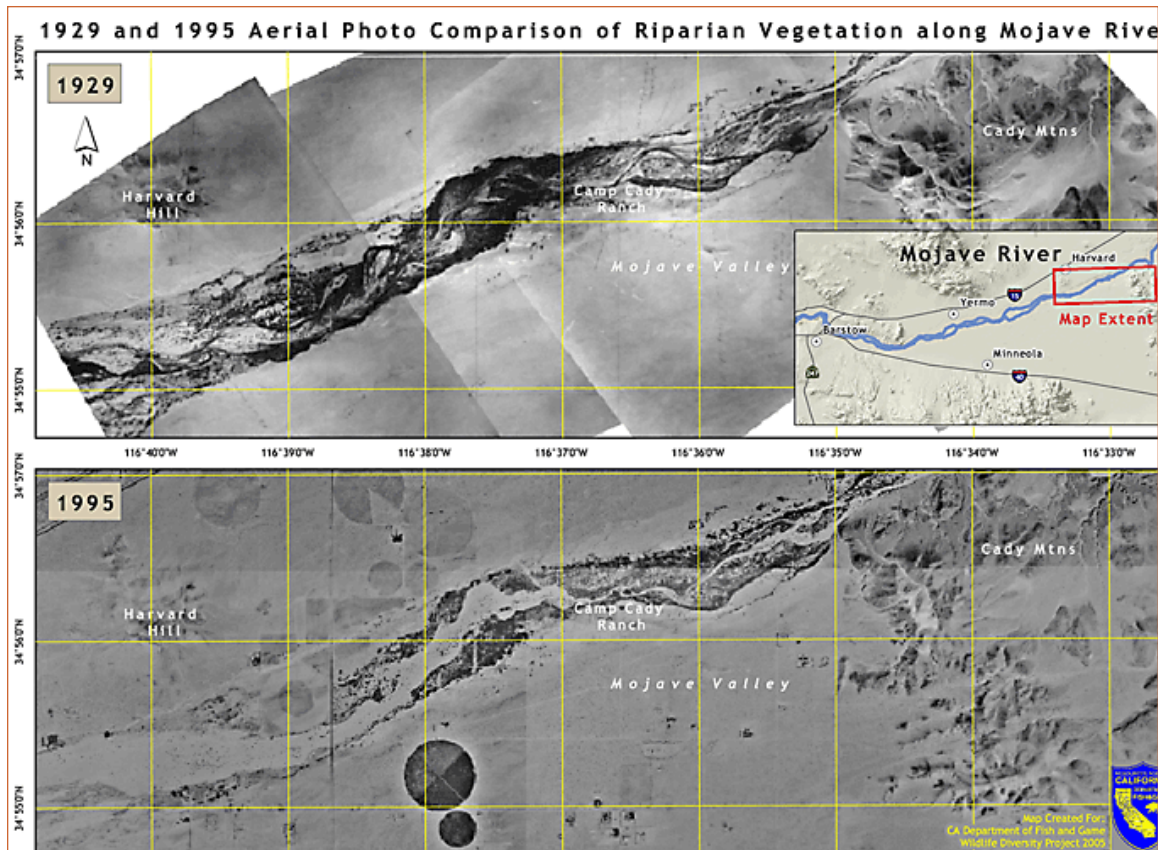 1929 and 1995 Aerial Photo Comparison of Riparian Vegetation along Mojave Rive
34°57'0"N
1929
N
Cady Mtns
Harvard
Hill
Camp Cady
Ranch
34°56'0"N
Mojave Valley
Mojave River
Harvard
15
Yermo
Map Extent
Barstow
Minneola
40
34°55'0"N
116°40'0"W
116°39'0"W
116°38'0"W
116°37'0"W
116°36'0"W
116°35'0"W
116°34'0"W
116°33'0"W
34°57'0"N
1995
Cady Mtns
Harvard
Hill
Camp Cady
Ranch
34°56'0"N
Mojave Valley
34°55'0"N
CALIFORN
Map Created For:
CA Department of Fish and Game
Wildlife Diversity Project 2005